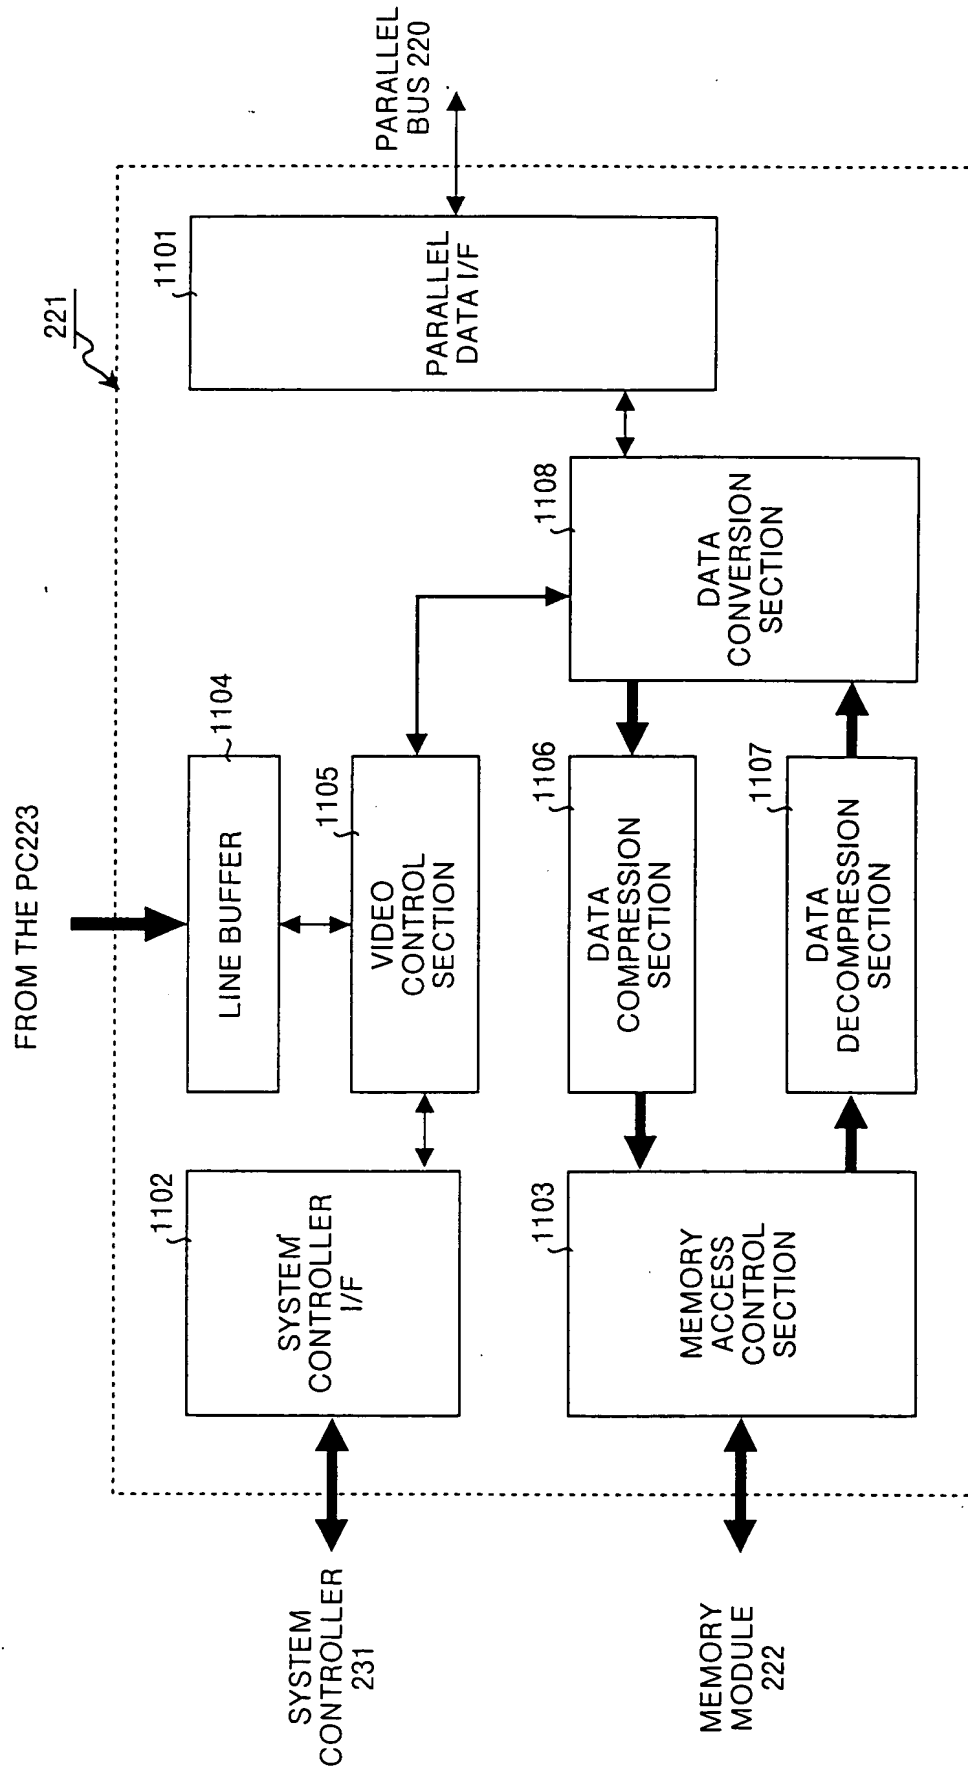 FROM THE PC223
221
1104
LINE BUFFER
1101
PARALLEL
DATA I/F
PARALLEL
BUS 220
1102
SYSTEM
CONTROLLER
I/F
SYSTEM
CONTROLLER
231
1105
VIDEO
CONTROL
SECTION
1108
DATA
CONVERSION
SECTION
1106
DATA
COMPRESSION
SECTION
1103
MEMORY
ACCESS
CONTROL
SECTION
MEMORY
MODULE
222
1107
DATA
DECOMPRESSION
SECTION